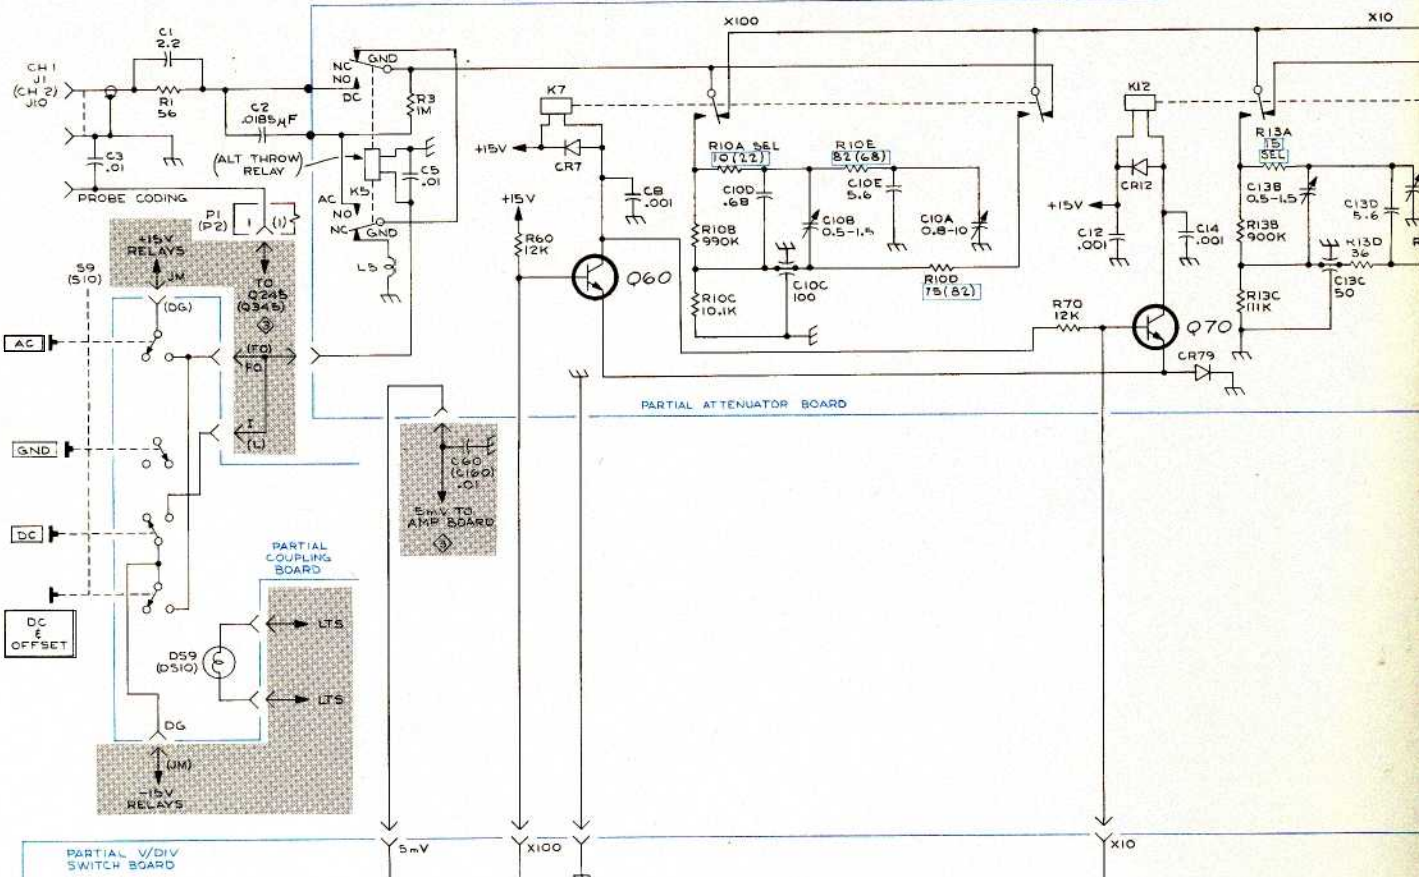 X100
X10
C1
2.2
CH 1
J1
(CH 2)
J10
R1
56
C2
.0185µF
C3
.01
NC
NO
DC
GND
R3
1M
(ALT THROW)
RELAY
K5
C5
.01
AC
NO
NC
GND
L5
PROBE CODING
P1
(P2)
1
(1)
+15V
RELAYS
JM
(DG)
TO
Q245
(Q345)
3
S9
(S10)
AC
(FO)
FO
I
(L)
GND
DC
DC
&
OFFSET
PARTIAL
COUPLING
BOARD
DS9
(DS10)
LTS
LTS
DG
(JM)
-15V
RELAYS
C60
(C160)
.01
5mV TO
AMP BOARD
3
K7
+15V
CR7
C8
.001
+15V
R60
12K
Q60
R10A SEL
10(22)
R10E
82(68)
C10D
.68
C10E
5.6
C10B
0.5-1.5
C10A
0.8-10
R10B
990K
R10C
10.1K
C10C
100
R10D
75(82)
K12
CR12
+15V
C12
.001
C14
.001
R70
12K
Q70
CR79
R13A
15
SEL
C13B
0.5-1.5
C13D
5.6
R13B
900K
R13D
36
C13C
50
R13C
111K
PARTIAL ATTENUATOR BOARD
PARTIAL V/DIV
SWITCH BOARD
5mV
X100
X10